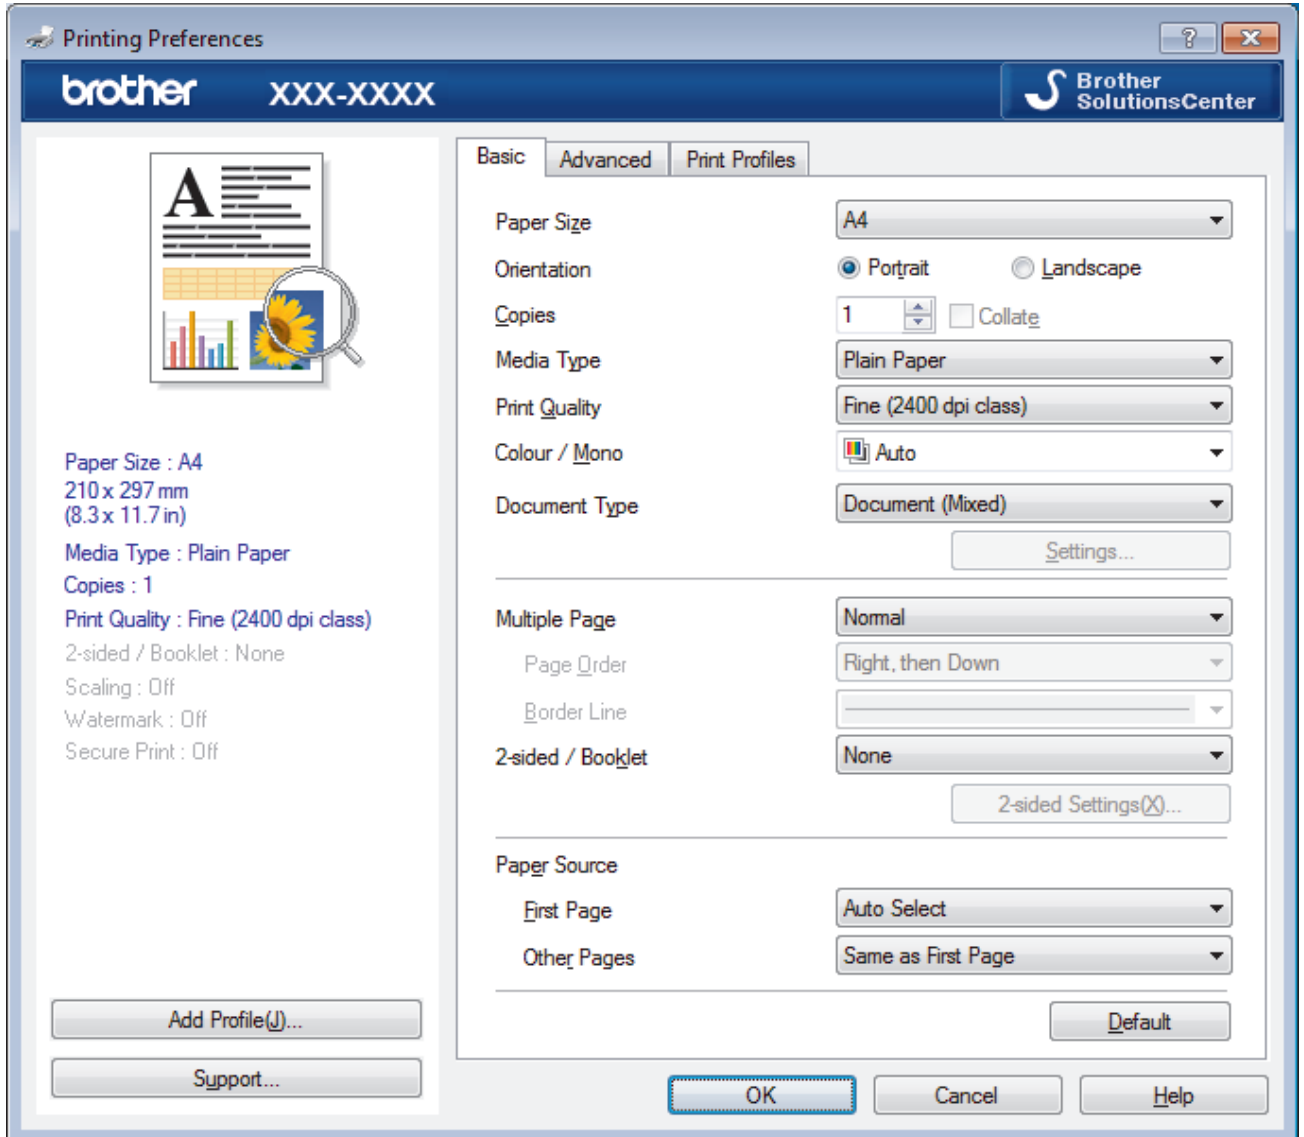 Printing Preferences
?
brother XXX-XXXX
Brother
SolutionsCenter
A
Paper Size : A4
210 x 297 mm
(8.3 x 11.7 in)
Media Type : Plain Paper
Copies : 1
Print Quality : Fine (2400 dpi class)
2-sided / Booklet : None
Scaling : Off
Watermark : Off
Secure Print : Off
Add Profile(J)...
Support...
Basic Advanced Print Profiles
Paper Size A4
Orientation Portrait Landscape
Copies 1 Collate
Media Type Plain Paper
Print Quality Fine (2400 dpi class)
Colour / Mono Auto
Document Type Document (Mixed)
Settings...
Multiple Page Normal
Page Order Right, then Down
Border Line
2-sided / Booklet None
2-sided Settings(X)...
Paper Source
First Page Auto Select
Other Pages Same as First Page
Default
OK Cancel Help